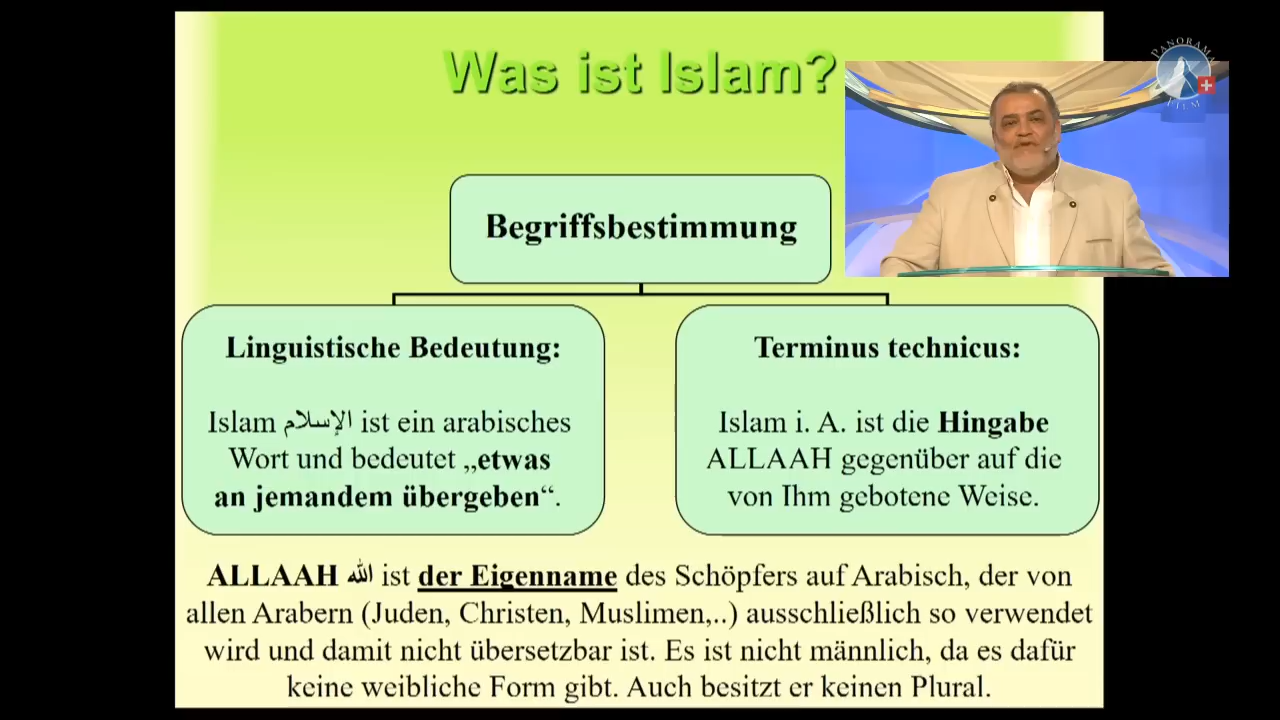 Was ist Islam?
PANORAMA
FILM
Begriffsbestimmung
Linguistische Bedeutung:
Islam الإسلام ist ein arabisches
Wort und bedeutet „etwas
an jemandem übergeben“.
Terminus technicus:
Islam i. A. ist die Hingabe
ALLAAH gegenüber auf die
von Ihm gebotene Weise.
ALLAAH الله ist der Eigenname des Schöpfers auf Arabisch, der von
allen Arabern (Juden, Christen, Muslimen,..) ausschließlich so verwendet
wird und damit nicht übersetzbar ist. Es ist nicht männlich, da es dafür
keine weibliche Form gibt. Auch besitzt er keinen Plural.